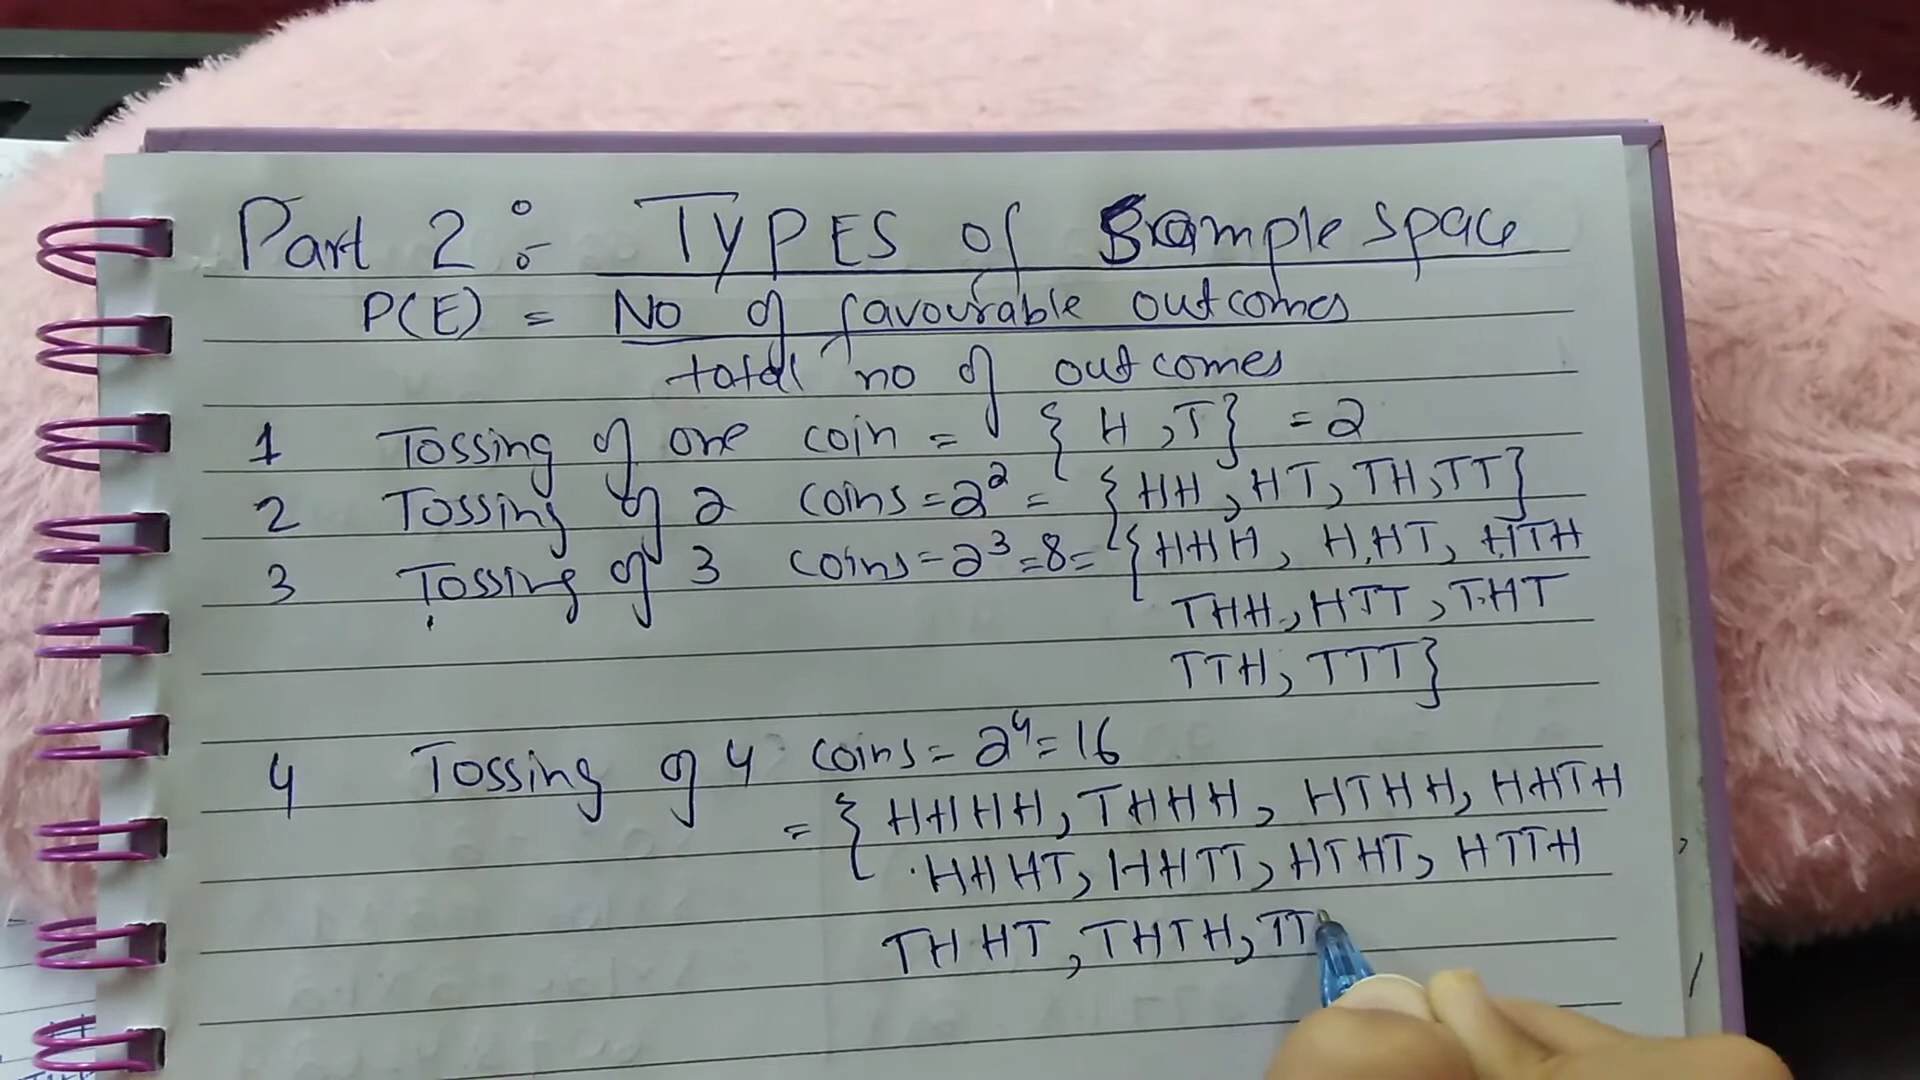 Part 2 : TYPES of Sample space
P(E) = No of favourable outcomes
total no of outcomes
1 Tossing of one coin = { H , T } = 2
2 Tossing of 2 coins = 2² = { HH , HT , TH , TT }
3 Tossing of 3 coins = 2³ = 8 = { HHH , HHT , HTH
THH , HTT , THT
TTH , TTT }
4 Tossing of 4 coins = 2⁴ = 16
= { HHHH , THHH , HTHH , HHTH
HHHT , HHTT , HTHT , HTTH
THHT , THTH , TT